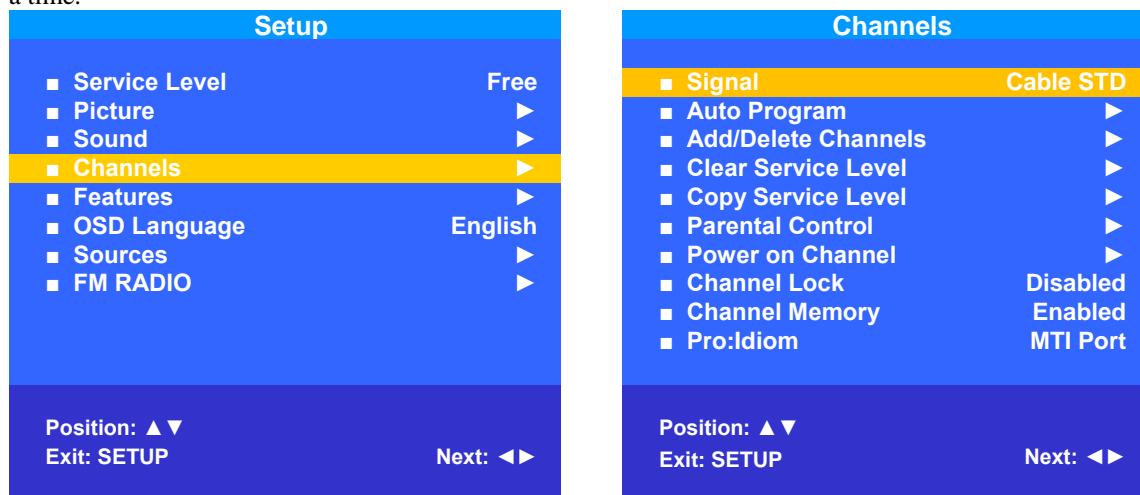 a time.
Setup
■ Service Level Free
■ Picture ►
■ Sound ►
■ Channels ►
■ Features ►
■ OSD Language English
■ Sources ►
■ FM RADIO ►
Position: ▲▼
Exit: SETUP Next: ◄►
Channels
■ Signal Cable STD
■ Auto Program ►
■ Add/Delete Channels ►
■ Clear Service Level ►
■ Copy Service Level ►
■ Parental Control ►
■ Power on Channel ►
■ Channel Lock Disabled
■ Channel Memory Enabled
■ Pro:Idiom MTI Port
Position: ▲▼
Exit: SETUP Next: ◄►